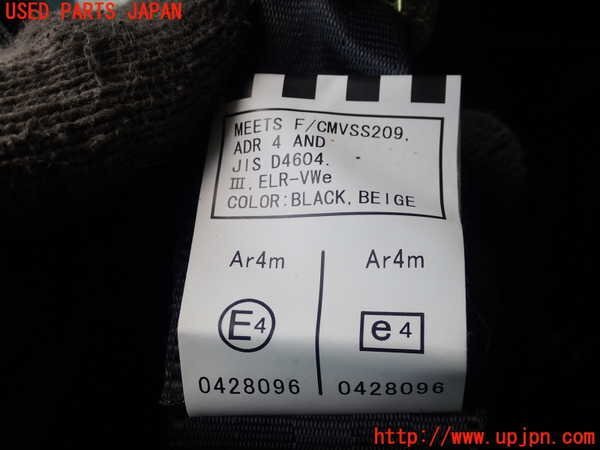 USED PARTS JAPAN
MEETS F/CMVSS209,
ADR 4 AND
JIS D4604.
III, ELR-VWe
COLOR:BLACK, BEIGE
Ar4m
E4
0428096
Ar4m
e4
0428096
http://www.upjpn.com